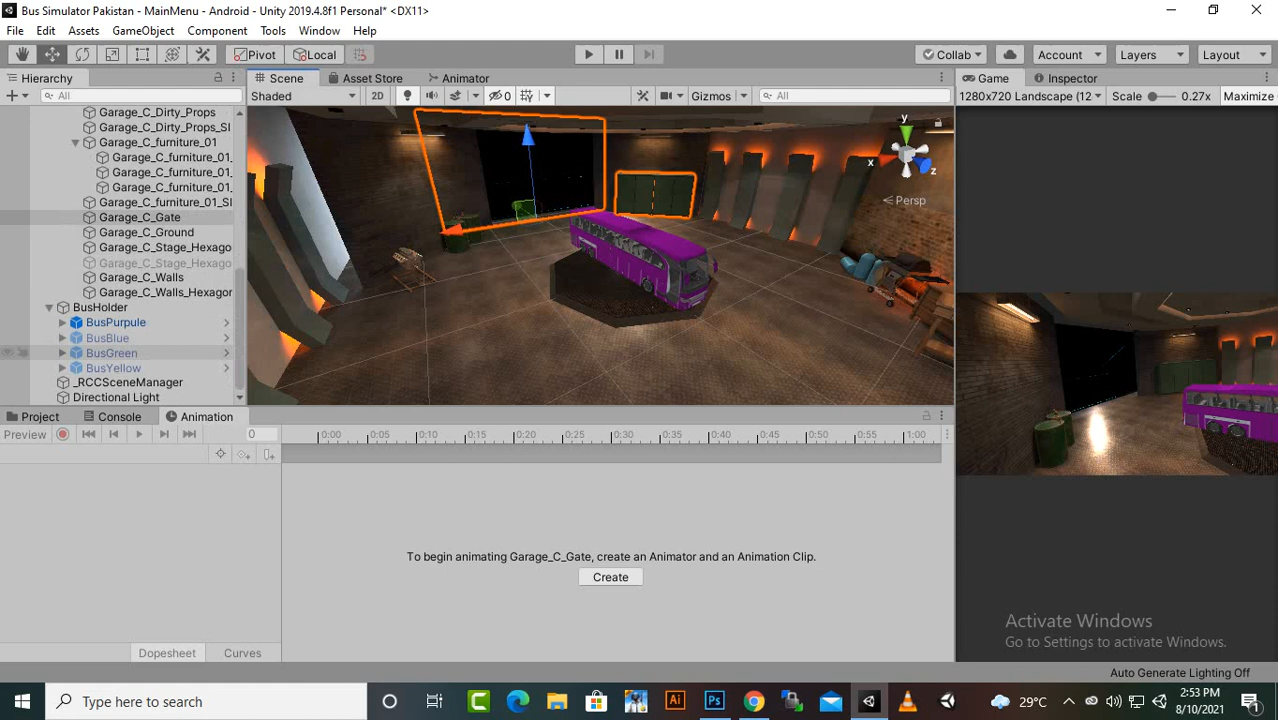 Bus Simulator Pakistan - MainMenu - Android - Unity 2019.4.8f1 Personal* <DX11>
File Edit Assets GameObject Component Tools Window Help
Pivot Local Collab Account Layers Layout
Hierarchy Scene Asset Store Animator Game Inspector
All Shaded 2D 0 Gizmos All 1280x720 Landscape (12 Scale 0.27x Maximize
Garage_C_Dirty_Props
Garage_C_Dirty_Props_Sl
Garage_C_furniture_01
Garage_C_furniture_01_
Garage_C_furniture_01_
Garage_C_furniture_01_
Garage_C_furniture_01_Sl
Garage_C_Gate
Garage_C_Ground
Garage_C_Stage_Hexago
Garage_C_Stage_Hexago
Garage_C_Walls
Garage_C_Walls_Hexagor
BusHolder
BusPurpule
BusBlue
BusGreen
BusYellow
_RCCSceneManager
Directional Light
y
x
z
Persp
Project Console Animation
Preview 0 0:00 0:05 0:10 0:15 0:20 0:25 0:30 0:35 0:40 0:45 0:50 0:55 1:00
To begin animating Garage_C_Gate, create an Animator and an Animation Clip.
Create
Dopesheet Curves
Activate Windows
Go to Settings to activate Windows.
Auto Generate Lighting Off
Type here to search
Ai Ps
29°C
2:53 PM
8/10/2021
1